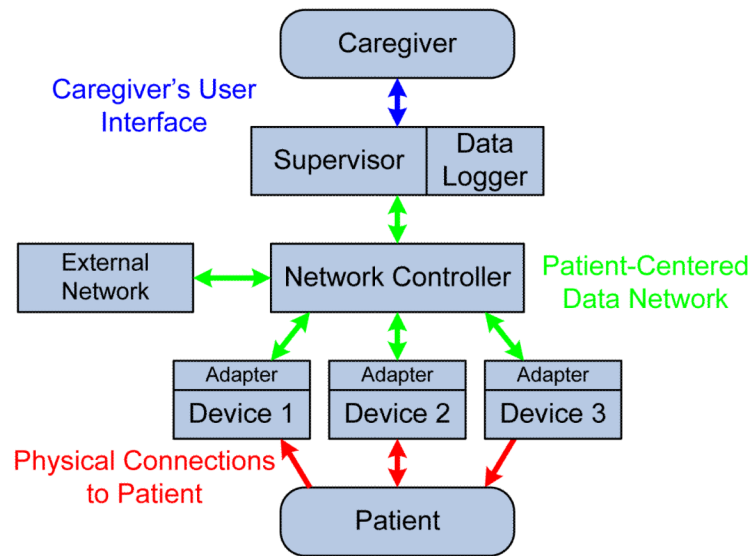 Caregiver
Caregiver's User
Interface
Supervisor
Data
Logger
External
Network
Network Controller
Patient-Centered
Data Network
Adapter
Device 1
Adapter
Device 2
Adapter
Device 3
Physical Connections
to Patient
Patient